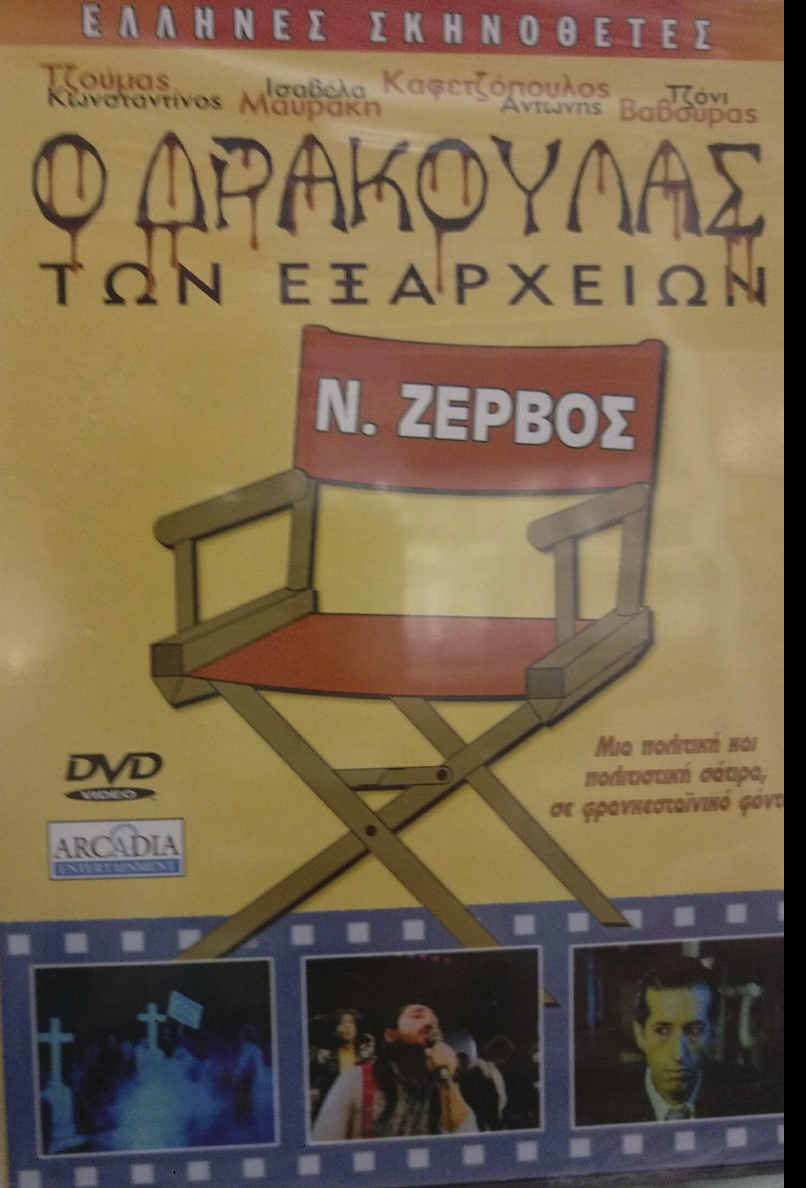 ΕΛΛΗΝΕΣ ΣΚΗΝΟΘΕΤΕΣ
Τζούμας Κωνσταντίνος
Ισαβέλα Μαυράκη
Καφετζόπουλος Αντώνης
Τζόνι Βαβούρας
Ο ΔΡΑΚΟΥΛΑΣ
ΤΩΝ ΕΞΑΡΧΕΙΩΝ
Ν. ΖΕΡΒΟΣ
Μια πολιτική και
πολιτιστική σάτιρα,
σε φρανκεσταϊνικό φόντ
DVD
VIDEO
ARCADIA
ENTERTAINMENT